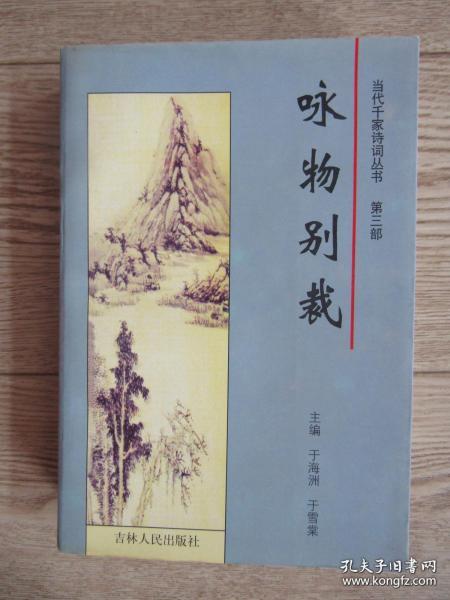 当代千家诗词丛书 第三部
咏物别裁
主编 于海洲 于雪棠
吉林人民出版社
孔夫子旧书网
www.kongfz.com